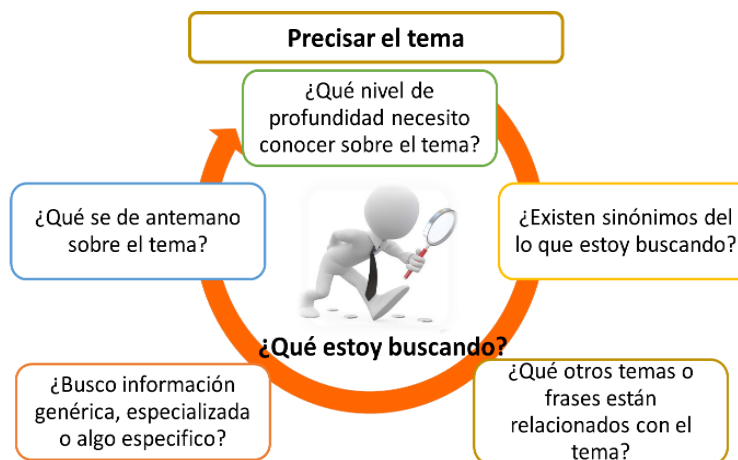 Precisar el tema
¿Qué nivel de
profundidad necesito
conocer sobre el tema?
¿Qué se de antemano
sobre el tema?
¿Existen sinónimos del
lo que estoy buscando?
¿Qué estoy buscando?
¿Busco información
genérica, especializada
o algo especifico?
¿Qué otros temas o
frases están
relacionados con el
tema?